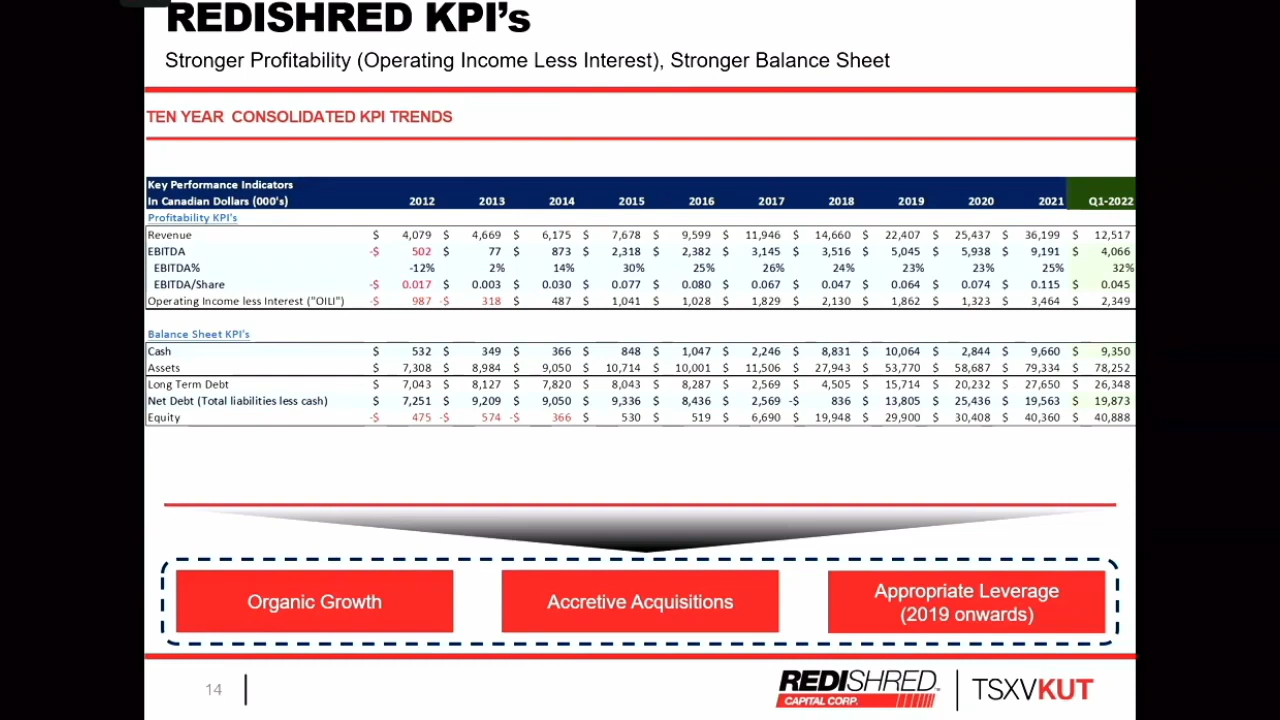 REDISHRED KPI's
Stronger Profitability (Operating Income Less Interest), Stronger Balance Sheet
TEN YEAR CONSOLIDATED KPI TRENDS
Key Performance Indicators
In Canadian Dollars (000's) 2012 2013 2014 2015 2016 2017 2018 2019 2020 2021 Q1-2022
Profitability KPI's
Revenue $ 4,079 $ 4,669 $ 6,175 $ 7,678 $ 9,599 $ 11,946 $ 14,660 $ 22,407 $ 25,437 $ 36,199 $ 12,517
EBITDA -$ 502 $ 77 $ 873 $ 2,318 $ 2,382 $ 3,145 $ 3,516 $ 5,045 $ 5,938 $ 9,191 $ 4,066
EBITDA% -12% 2% 14% 30% 25% 26% 24% 23% 23% 25% 32%
EBITDA/Share -$ 0.017 $ 0.003 $ 0.030 $ 0.077 $ 0.080 $ 0.067 $ 0.047 $ 0.064 $ 0.074 $ 0.115 $ 0.045
Operating Income less Interest ("OILI") -$ 987 -$ 318 $ 487 $ 1,041 $ 1,028 $ 1,829 $ 2,130 $ 1,862 $ 1,323 $ 3,464 $ 2,349
Balance Sheet KPI's
Cash $ 532 $ 349 $ 366 $ 848 $ 1,047 $ 2,246 $ 8,831 $ 10,064 $ 2,844 $ 9,660 $ 9,350
Assets $ 7,308 $ 8,984 $ 9,050 $ 10,714 $ 10,001 $ 11,506 $ 27,943 $ 53,770 $ 58,687 $ 79,334 $ 78,252
Long Term Debt $ 7,043 $ 8,127 $ 7,820 $ 8,043 $ 8,287 $ 2,569 $ 4,505 $ 15,714 $ 20,232 $ 27,650 $ 26,348
Net Debt (Total liabilities less cash) $ 7,251 $ 9,209 $ 9,050 $ 9,336 $ 8,436 $ 2,569 -$ 836 $ 13,805 $ 25,436 $ 19,563 $ 19,873
Equity -$ 475 -$ 574 -$ 366 $ 530 $ 519 $ 6,690 $ 19,948 $ 29,900 $ 30,408 $ 40,360 $ 40,888
Organic Growth
Accretive Acquisitions
Appropriate Leverage
(2019 onwards)
14
REDISHRED
CAPITAL CORP.
TSXVKUT